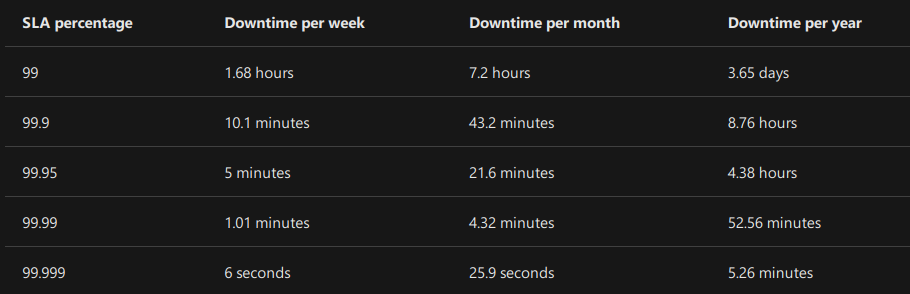 SLA percentage Downtime per week Downtime per month Downtime per year
99 1.68 hours 7.2 hours 3.65 days
99.9 10.1 minutes 43.2 minutes 8.76 hours
99.95 5 minutes 21.6 minutes 4.38 hours
99.99 1.01 minutes 4.32 minutes 52.56 minutes
99.999 6 seconds 25.9 seconds 5.26 minutes